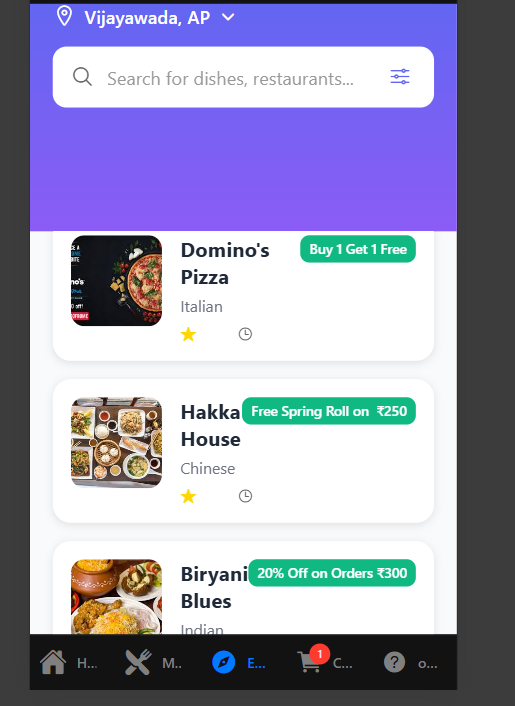 Vijayawada, AP
Search for dishes, restaurants...
Domino's
Pizza
Buy 1 Get 1 Free
Italian
Hakka
House
Free Spring Roll on ₹250
Chinese
Biryani
Blues
20% Off on Orders ₹300
Indian
H...
M..
E...
1
C...
?
o...